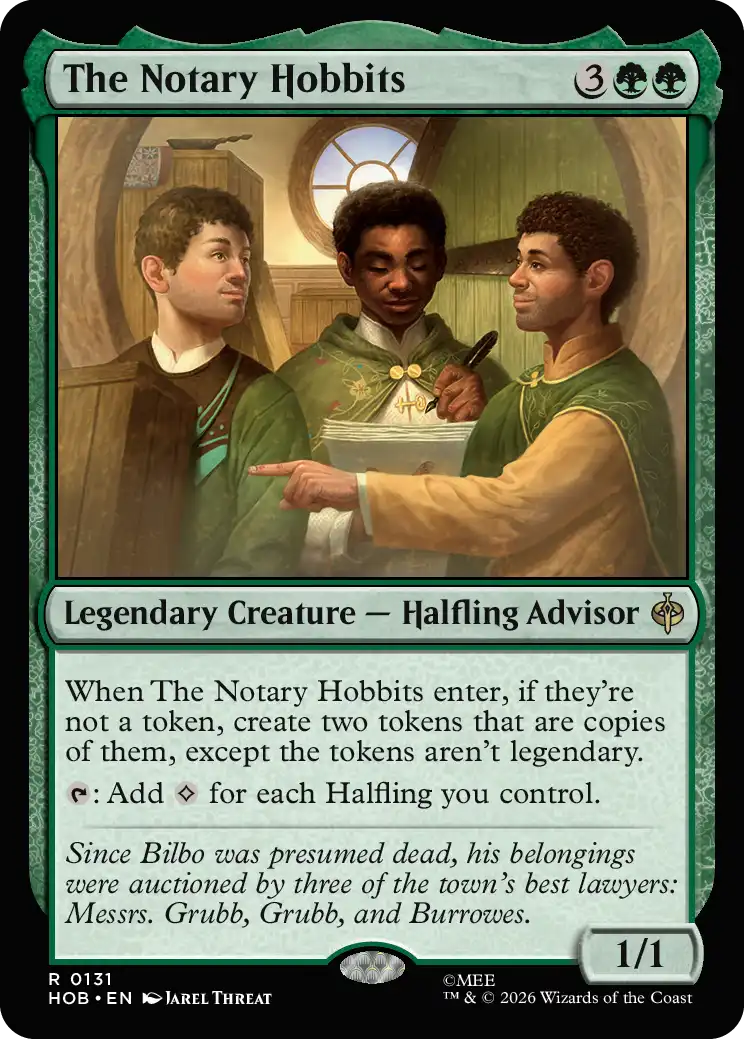 The Notary Hobbits 3
Legendary Creature — Halfling Advisor
When The Notary Hobbits enter, if they're
not a token, create two tokens that are copies
of them, except the tokens aren't legendary.
: Add for each Halfling you control.
Since Bilbo was presumed dead, his belongings
were auctioned by three of the town's best lawyers:
Messrs. Grubb, Grubb, and Burrowes.
1/1
R 0131
HOB • EN JAREL THREAT
©MEE
™ & © 2026 Wizards of the Coast